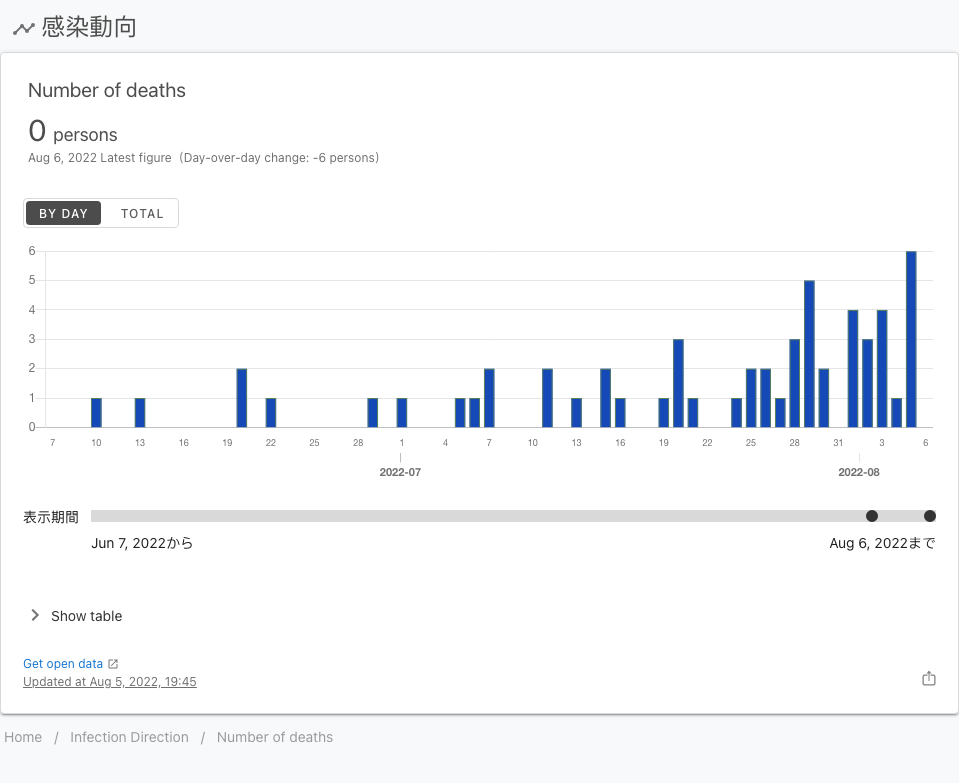 感染動向
Number of deaths
0 persons
Aug 6, 2022 Latest figure (Day-over-day change: -6 persons)
BY DAY TOTAL
6
5
4
3
2
1
0
7 10 13 16 19 22 25 28 1 4 7 10 13 16 19 22 25 28 31 3 6
2022-07 2022-08
表示期間
Jun 7, 2022から Aug 6, 2022まで
Show table
Get open data
Updated at Aug 5, 2022, 19:45
Home / Infection Direction / Number of deaths